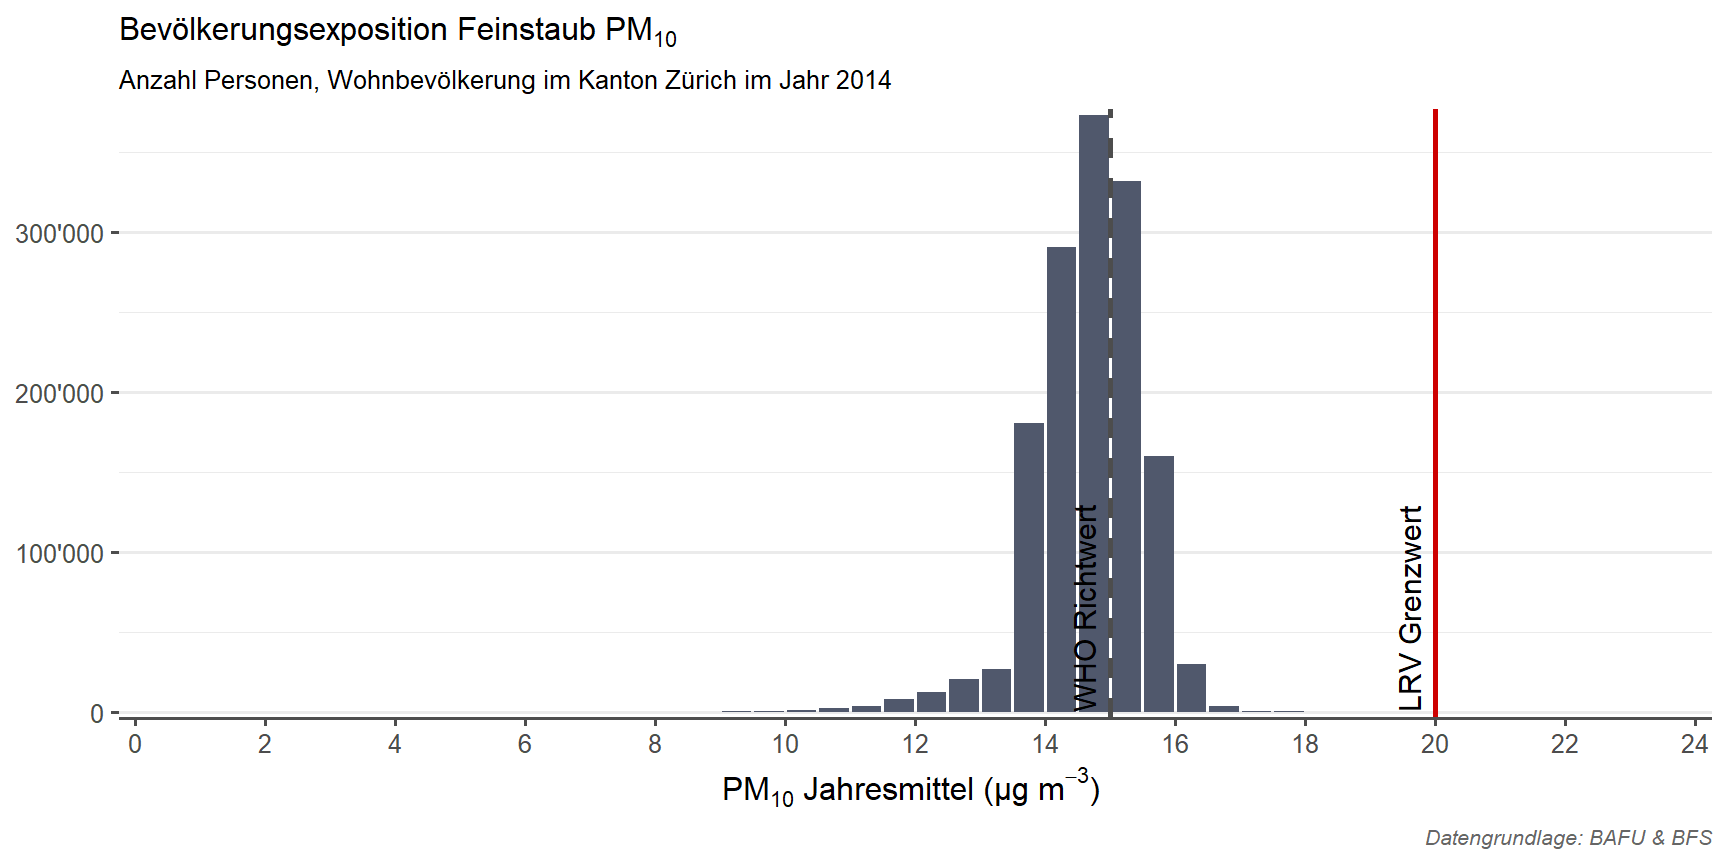 Bevölkerungsexposition Feinstaub PM₁₀
Anzahl Personen, Wohnbevölkerung im Kanton Zürich im Jahr 2014
300'000
200'000
100'000
0
WHO Richtwert
LRV Grenzwert
0 2 4 6 8 10 12 14 16 18 20 22 24
PM₁₀ Jahresmittel (µg m⁻³)
Datengrundlage: BAFU & BFS